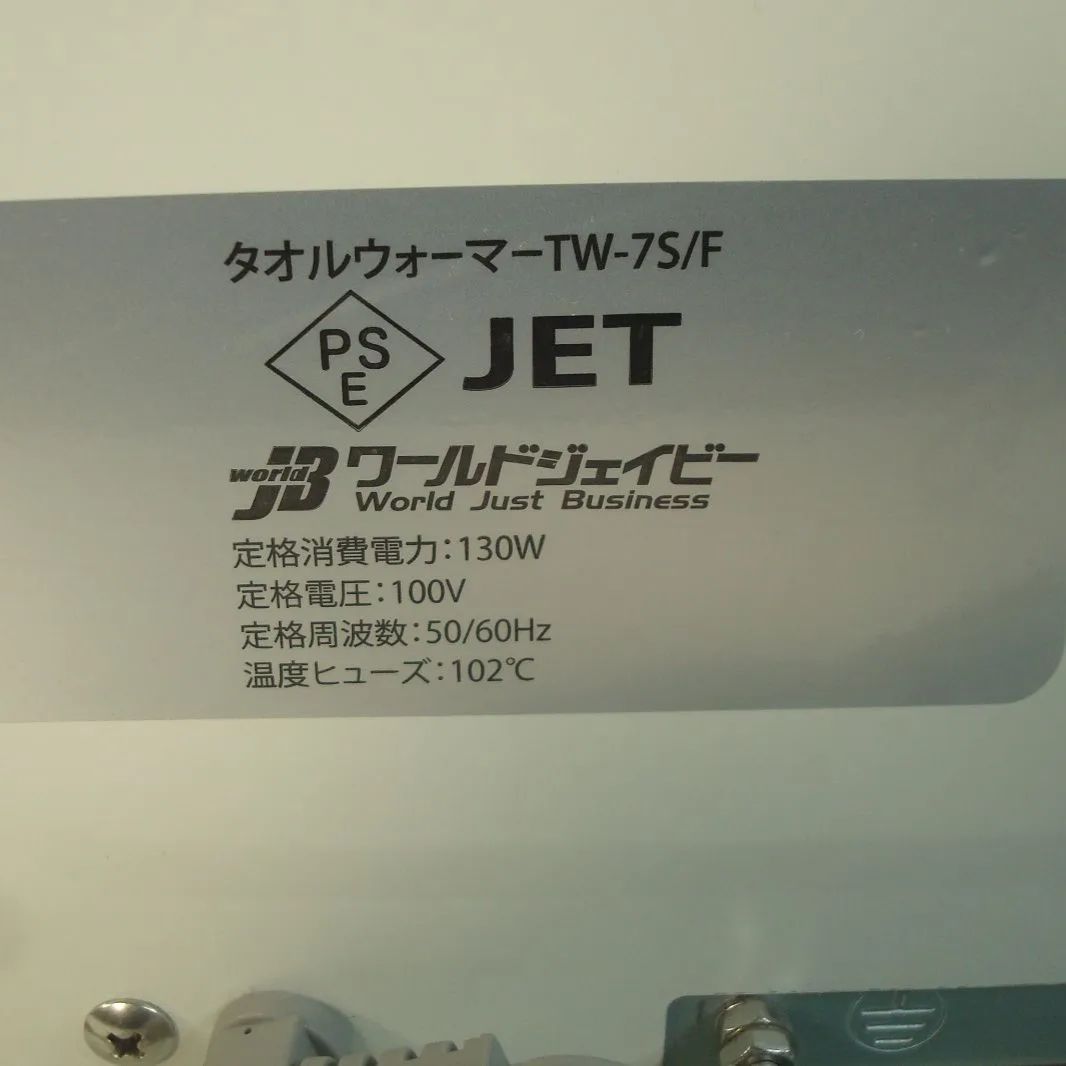 タオルウォーマーTW-7S/F
PSE JET
world JB ワールドジェイビー
World Just Business
定格消費電力:130W
定格電圧:100V
定格周波数:50/60Hz
温度ヒューズ:102℃